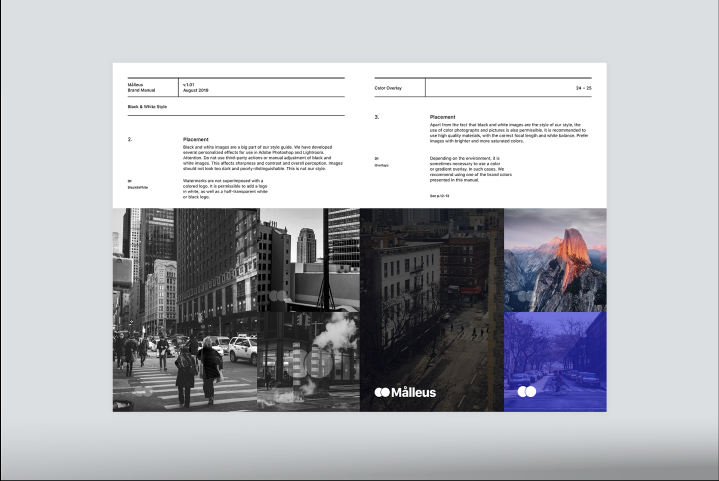 Målleus
Brand Manual
v.1.01
August 2019
Black & White Style
2.
Placement
Black and white images are a big part of our style guide. We have developed
several personalized effects for use in Adobe Photoshop and Lightroom.
Attention. Do not use third-party actions or manual adjustment of black and
white images. This affects sharpness and contrast and overall perception. Images
should not look too dark and poorly-distinguishable. This is not our style.
01
Black&White
Watermarks are not superimposed with a
colored logo. It is permissible to add a logo
in white, as well as a half-transparent white
or black logo.
Color Overlay
24 – 25
3.
Placement
Apart from the fact that black and white images are the style of our style, the
use of color photographs and pictures is also permissible. It is recommended to
use high quality materials, with the correct focal length and white balance. Prefer
images with brighter and more saturated colors.
01
Overlays
Depending on the environment, it is
sometimes necessary to use a color
or gradient overlay. In such cases. We
recommend using one of the brand colors
presented in this manual.
See p.12-13
Målleus